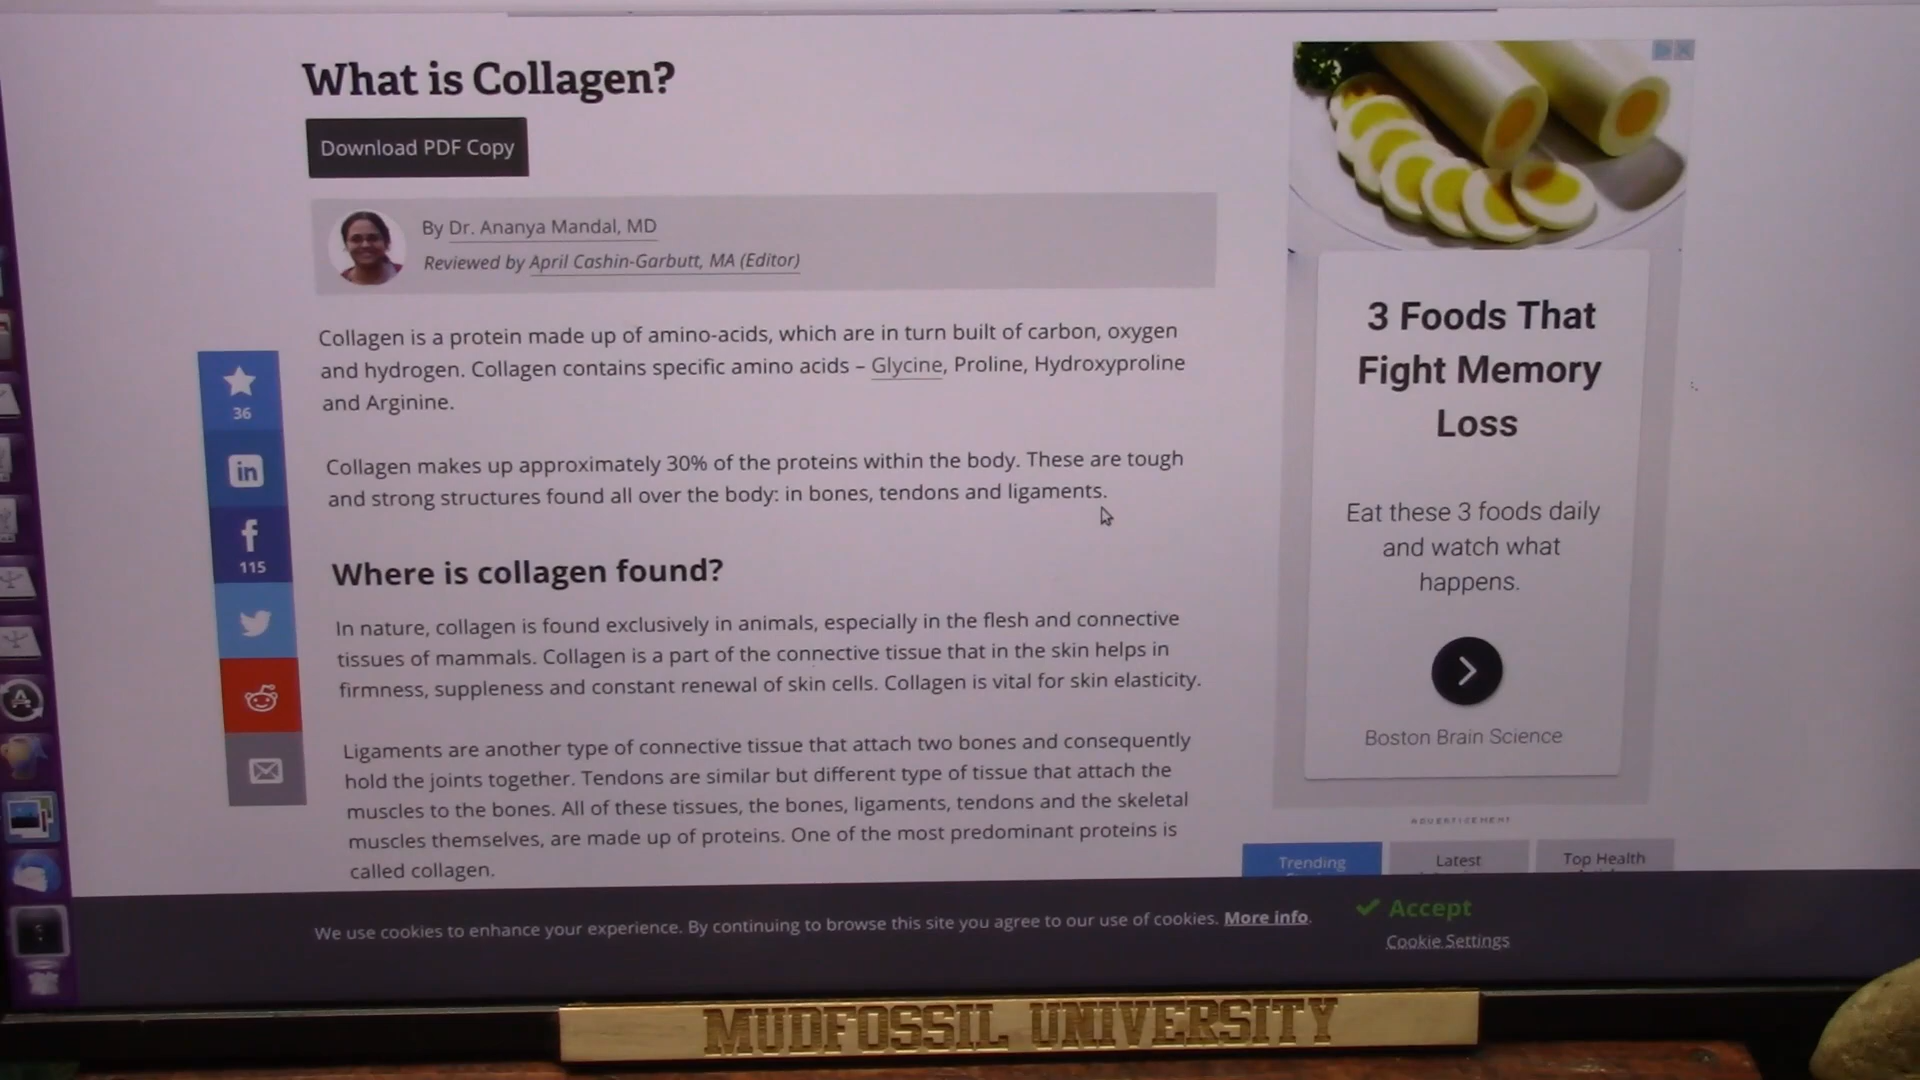 What is Collagen?
Download PDF Copy
By Dr. Ananya Mandal, MD
Reviewed by April Cashin-Garbutt, MA (Editor)
Collagen is a protein made up of amino-acids, which are in turn built of carbon, oxygen
and hydrogen. Collagen contains specific amino acids – Glycine, Proline, Hydroxyproline
and Arginine.
Collagen makes up approximately 30% of the proteins within the body. These are tough
and strong structures found all over the body: in bones, tendons and ligaments.
Where is collagen found?
In nature, collagen is found exclusively in animals, especially in the flesh and connective
tissues of mammals. Collagen is a part of the connective tissue that in the skin helps in
firmness, suppleness and constant renewal of skin cells. Collagen is vital for skin elasticity.
Ligaments are another type of connective tissue that attach two bones and consequently
hold the joints together. Tendons are similar but different type of tissue that attach the
muscles to the bones. All of these tissues, the bones, ligaments, tendons and the skeletal
muscles themselves, are made up of proteins. One of the most predominant proteins is
called collagen.
36
in
f
115
3 Foods That
Fight Memory
Loss
Eat these 3 foods daily
and watch what
happens.
Boston Brain Science
ADVERTISEMENT
Trending
Latest
Top Health
We use cookies to enhance your experience. By continuing to browse this site you agree to our use of cookies. More info.
Accept
Cookie Settings
MUDFOSSIL UNIVERSITY